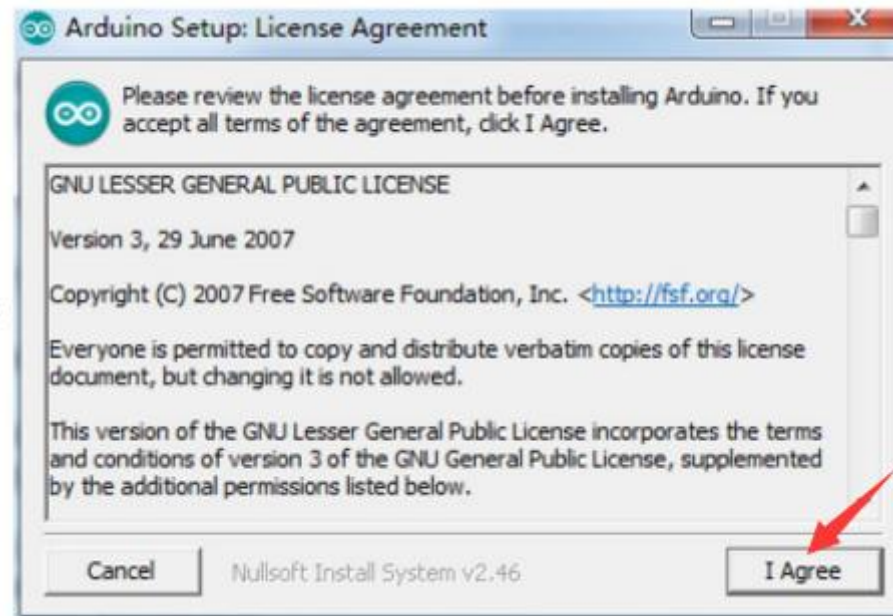 Arduino Setup: License Agreement
Please review the license agreement before installing Arduino. If you
accept all terms of the agreement, click I Agree.
GNU LESSER GENERAL PUBLIC LICENSE
Version 3, 29 June 2007
Copyright (C) 2007 Free Software Foundation, Inc. <http://fsf.org/>
Everyone is permitted to copy and distribute verbatim copies of this license
document, but changing it is not allowed.
This version of the GNU Lesser General Public License incorporates the terms
and conditions of version 3 of the GNU General Public License, supplemented
by the additional permissions listed below.
Cancel Nullsoft Install System v2.46 I Agree